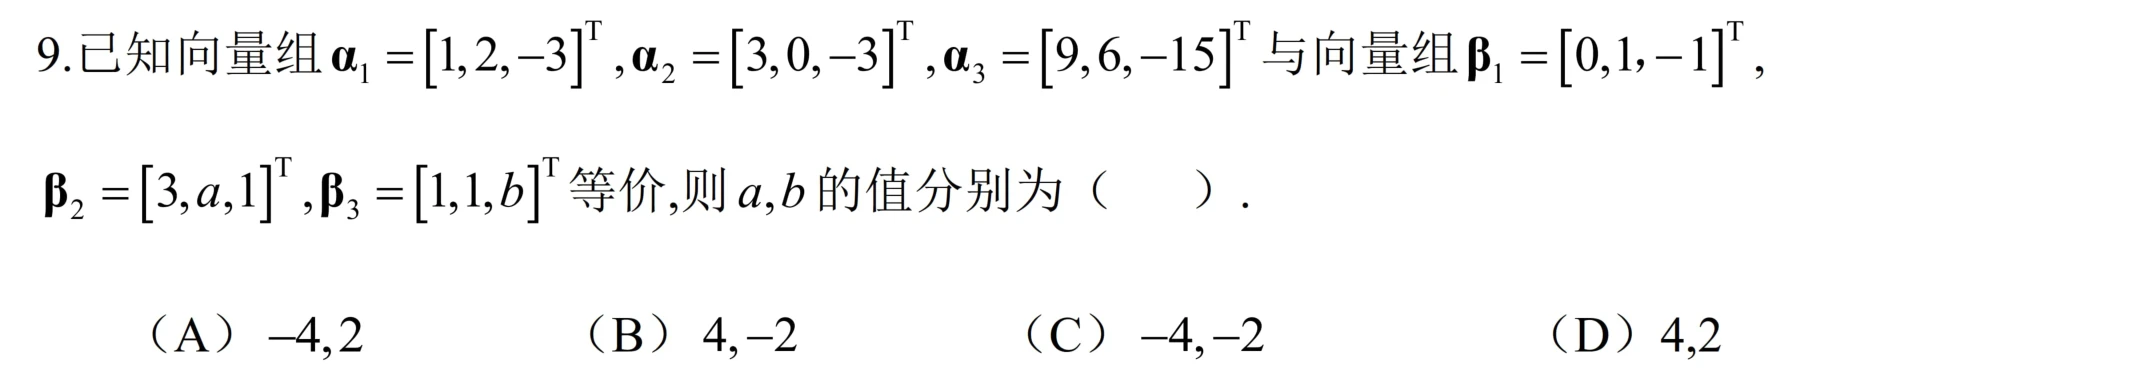 9.已知向量组 α₁ = [1,2,−3]ᵀ,α₂ = [3,0,−3]ᵀ,α₃ = [9,6,−15]ᵀ 与向量组 β₁ = [0,1,−1]ᵀ,
β₂ = [3,a,1]ᵀ,β₃ = [1,1,b]ᵀ 等价,则 a,b 的值分别为（ ）.
（A）−4,2 （B）4,−2 （C）−4,−2 （D）4,2